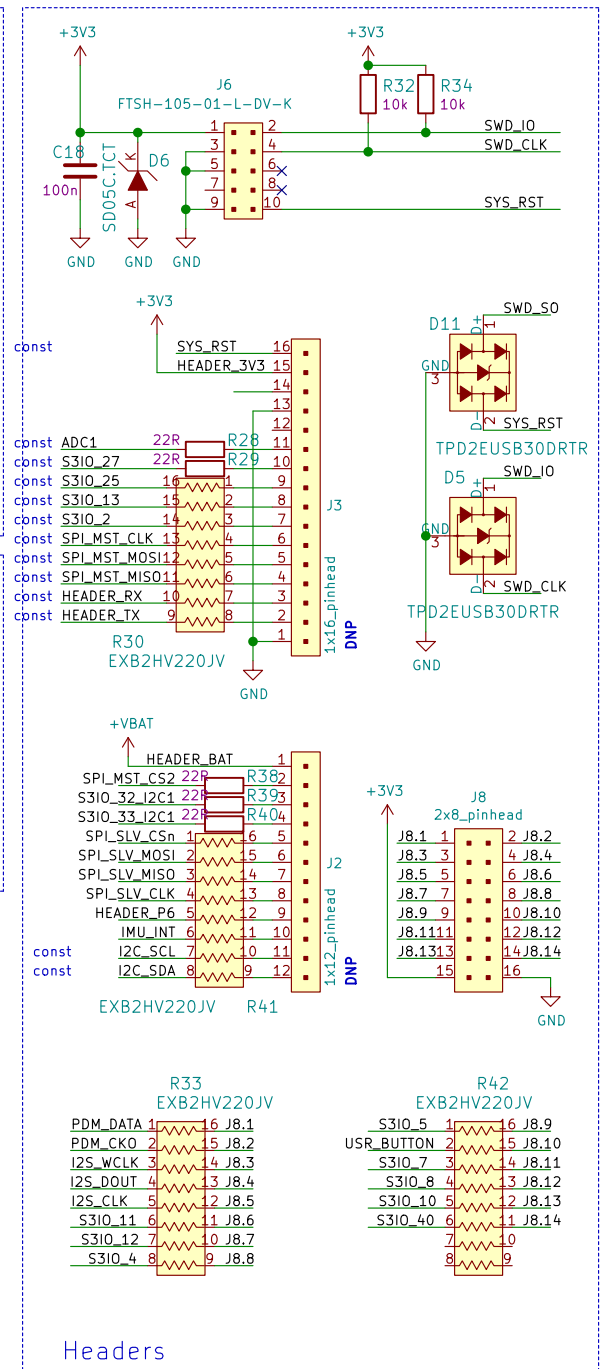 +3V3
+3V3
J6
FTSH-105-01-L-DV-K
R32
10k
R34
10k
C18
100n
SD05C.TCT
K
D6
A
1 2 SWD_IO
3 4 SWD_CLK
5 6
7 8
9 10 SYS_RST
GND GND GND
+3V3
const
SYS_RST 16
HEADER_3V3 15
14
13
12
const ADC1 22R R28 11
const S3IO_27 22R R29 10
const S3IO_25 16 1 9
const S3IO_13 15 2 8
const S3IO_2 14 3 7
const SPI_MST_CLK 13 4 6
const SPI_MST_MOSI 12 5 5
const SPI_MST_MISO 11 6 4
const HEADER_RX 10 7 3
const HEADER_TX 9 8 2
1
R30
EXB2HV220JV
GND
J3
1x16_pinhead
DNP
SWD_SO
D11
D+
1
GND
3
D-
2
SYS_RST
TPD2EUSB30DRTR
SWD_IO
D5
D+
1
GND
3
D-
2
SWD_CLK
TPD2EUSB30DRTR
GND
+VBAT
HEADER_BAT 1
SPI_MST_CS2 22R R38 2
S3IO_32_I2C1 22R R39 3
S3IO_33_I2C1 22R R40 4
SPI_SLV_CSn 1 16 5
SPI_SLV_MOSI 2 15 6
SPI_SLV_MISO 3 14 7
SPI_SLV_CLK 4 13 8
HEADER_P6 5 12 9
IMU_INT 6 11 10
const I2C_SCL 7 10 11
const I2C_SDA 8 9 12
EXB2HV220JV R41
J2
1x12_pinhead
DNP
+3V3
J8
2x8_pinhead
J8.1 1 2 J8.2
J8.3 3 4 J8.4
J8.5 5 6 J8.6
J8.7 7 8 J8.8
J8.9 9 10 J8.10
J8.11 11 12 J8.12
J8.13 13 14 J8.14
15 16
GND
R33
EXB2HV220JV
PDM_DATA 1 16 J8.1
PDM_CKO 2 15 J8.2
I2S_WCLK 3 14 J8.3
I2S_DOUT 4 13 J8.4
I2S_CLK 5 12 J8.5
S3IO_11 6 11 J8.6
S3IO_12 7 10 J8.7
S3IO_4 8 9 J8.8
R42
EXB2HV220JV
S3IO_5 1 16 J8.9
USR_BUTTON 2 15 J8.10
S3IO_7 3 14 J8.11
S3IO_8 4 13 J8.12
S3IO_10 5 12 J8.13
S3IO_40 6 11 J8.14
7 10
8 9
Headers